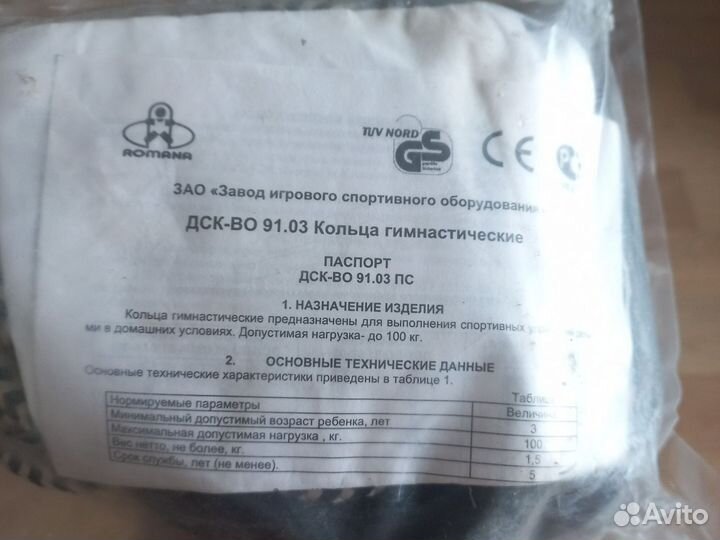 ROMANA
TÜV NORD
GS
geprüfte
Sicherheit
CE
ЗАО «Завод игрового спортивного оборудования»
ДСК-ВО 91.03 Кольца гимнастические
ПАСПОРТ
ДСК-ВО 91.03 ПС
1. НАЗНАЧЕНИЕ ИЗДЕЛИЯ
Кольца гимнастические предназначены для выполнения спортивных
ми в домашних условиях. Допустимая нагрузка- до 100 кг.
2. ОСНОВНЫЕ ТЕХНИЧЕСКИЕ ДАННЫЕ
Основные технические характеристики приведены в таблице 1.
Таблица
Нормируемые параметры Величина
Минимальный допустимый возраст ребенка, лет 3
Максимальная допустимая нагрузка , кг. 100
Вес нетто, не более, кг. 1,5
Срок службы, лет (не менее). 5
Avito